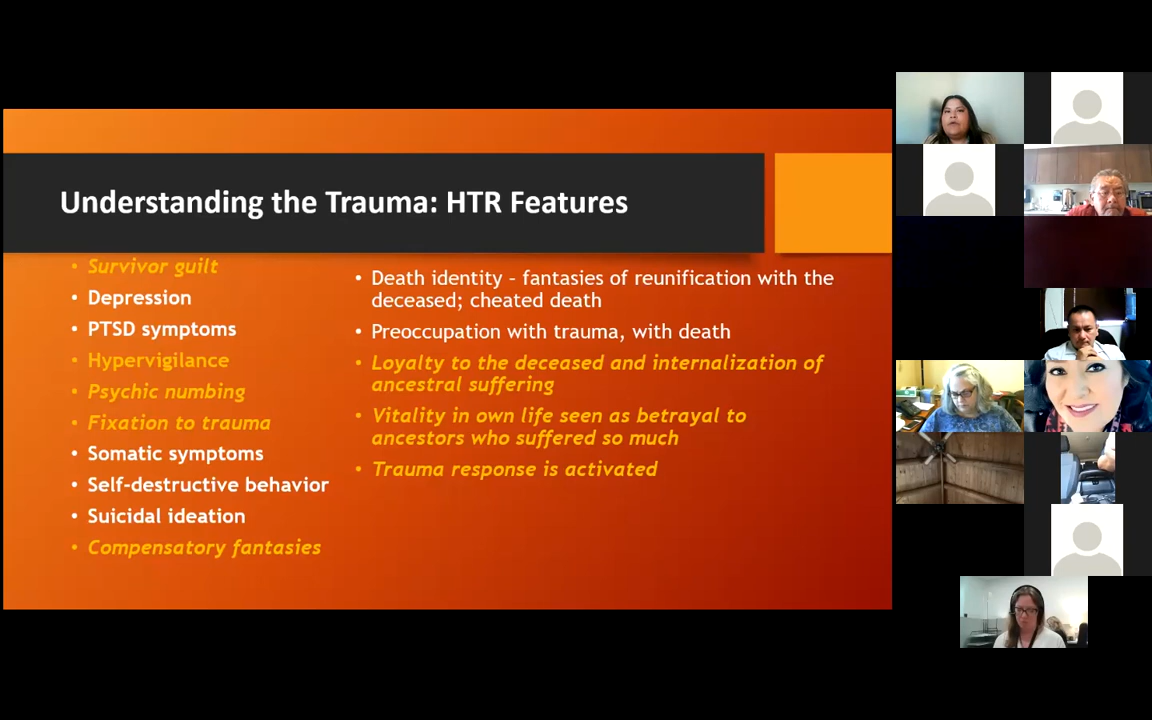 Understanding the Trauma: HTR Features
• Survivor guilt
• Depression
• PTSD symptoms
• Hypervigilance
• Psychic numbing
• Fixation to trauma
• Somatic symptoms
• Self-destructive behavior
• Suicidal ideation
• Compensatory fantasies
• Death identity – fantasies of reunification with the
deceased; cheated death
• Preoccupation with trauma, with death
• Loyalty to the deceased and internalization of
ancestral suffering
• Vitality in own life seen as betrayal to
ancestors who suffered so much
• Trauma response is activated